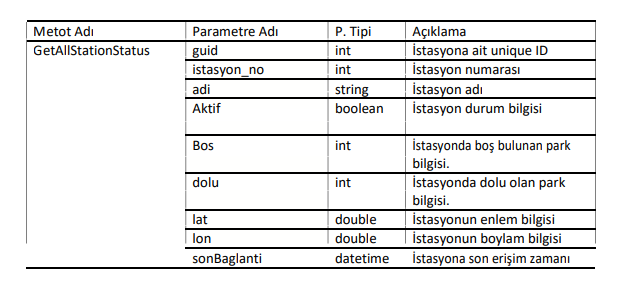 Metot Adı Parametre Adı P. Tipi Açıklama
GetAllStationStatus guid int İstasyona ait unique ID
istasyon_no int İstasyon numarası
adi string İstasyon adı
Aktif boolean İstasyon durum bilgisi
Bos int İstasyonda boş bulunan park
bilgisi.
dolu int İstasyonda dolu olan park
bilgisi.
lat double İstasyonun enlem bilgisi
lon double İstasyonun boylam bilgisi
sonBaglanti datetime İstasyona son erişim zamanı